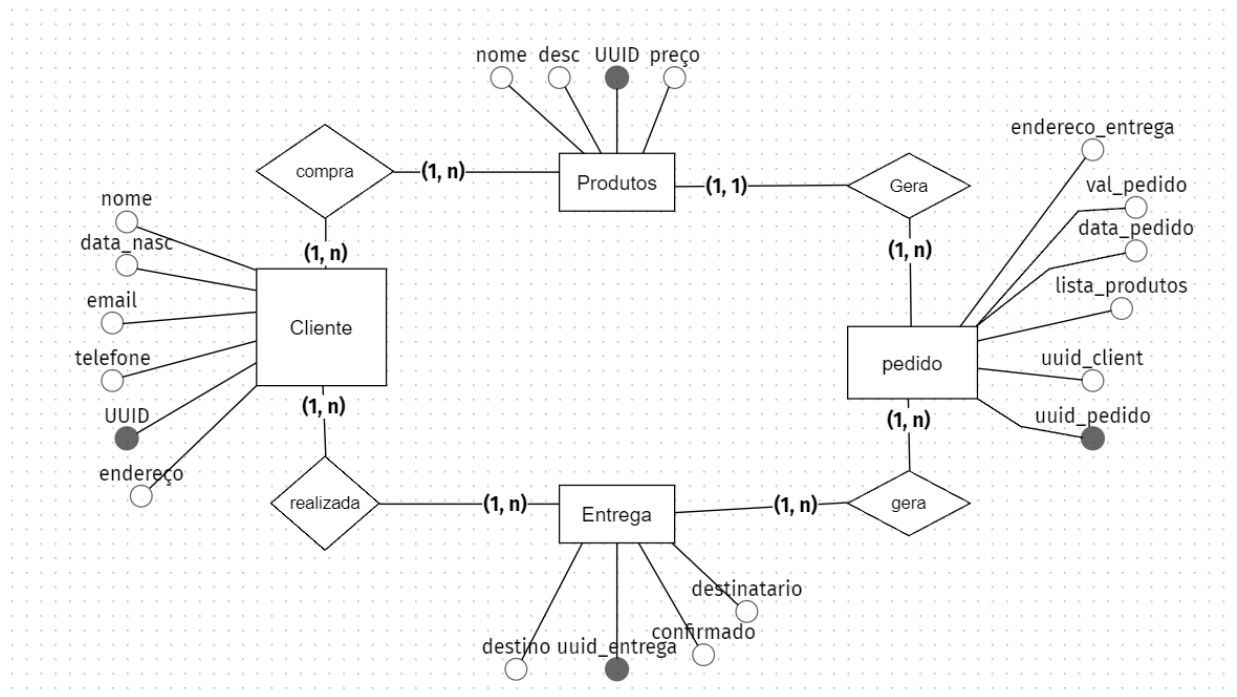 nome desc UUID preço
endereco_entrega
compra
(1, n)
Produtos
(1, 1)
Gera
val_pedido
nome
data_pedido
data_nasc
(1, n)
(1, n)
email
lista_produtos
Cliente
telefone
pedido
uuid_client
(1, n)
UUID
(1, n)
uuid_pedido
endereço
realizada
(1, n)
Entrega
(1, n)
gera
destinatario
confirmado
destino uuid_entrega